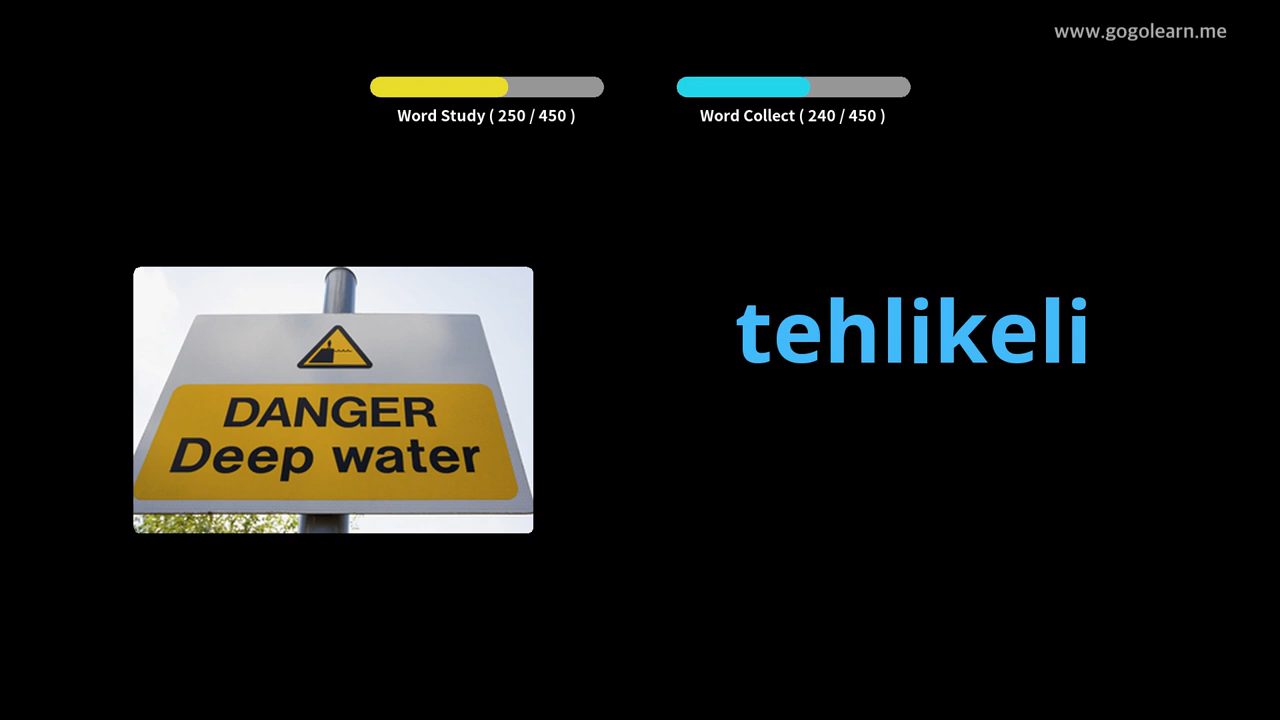 www.gogolearn.me
Word Study ( 250 / 450 )
Word Collect ( 240 / 450 )
DANGER
Deep water
tehlikeli